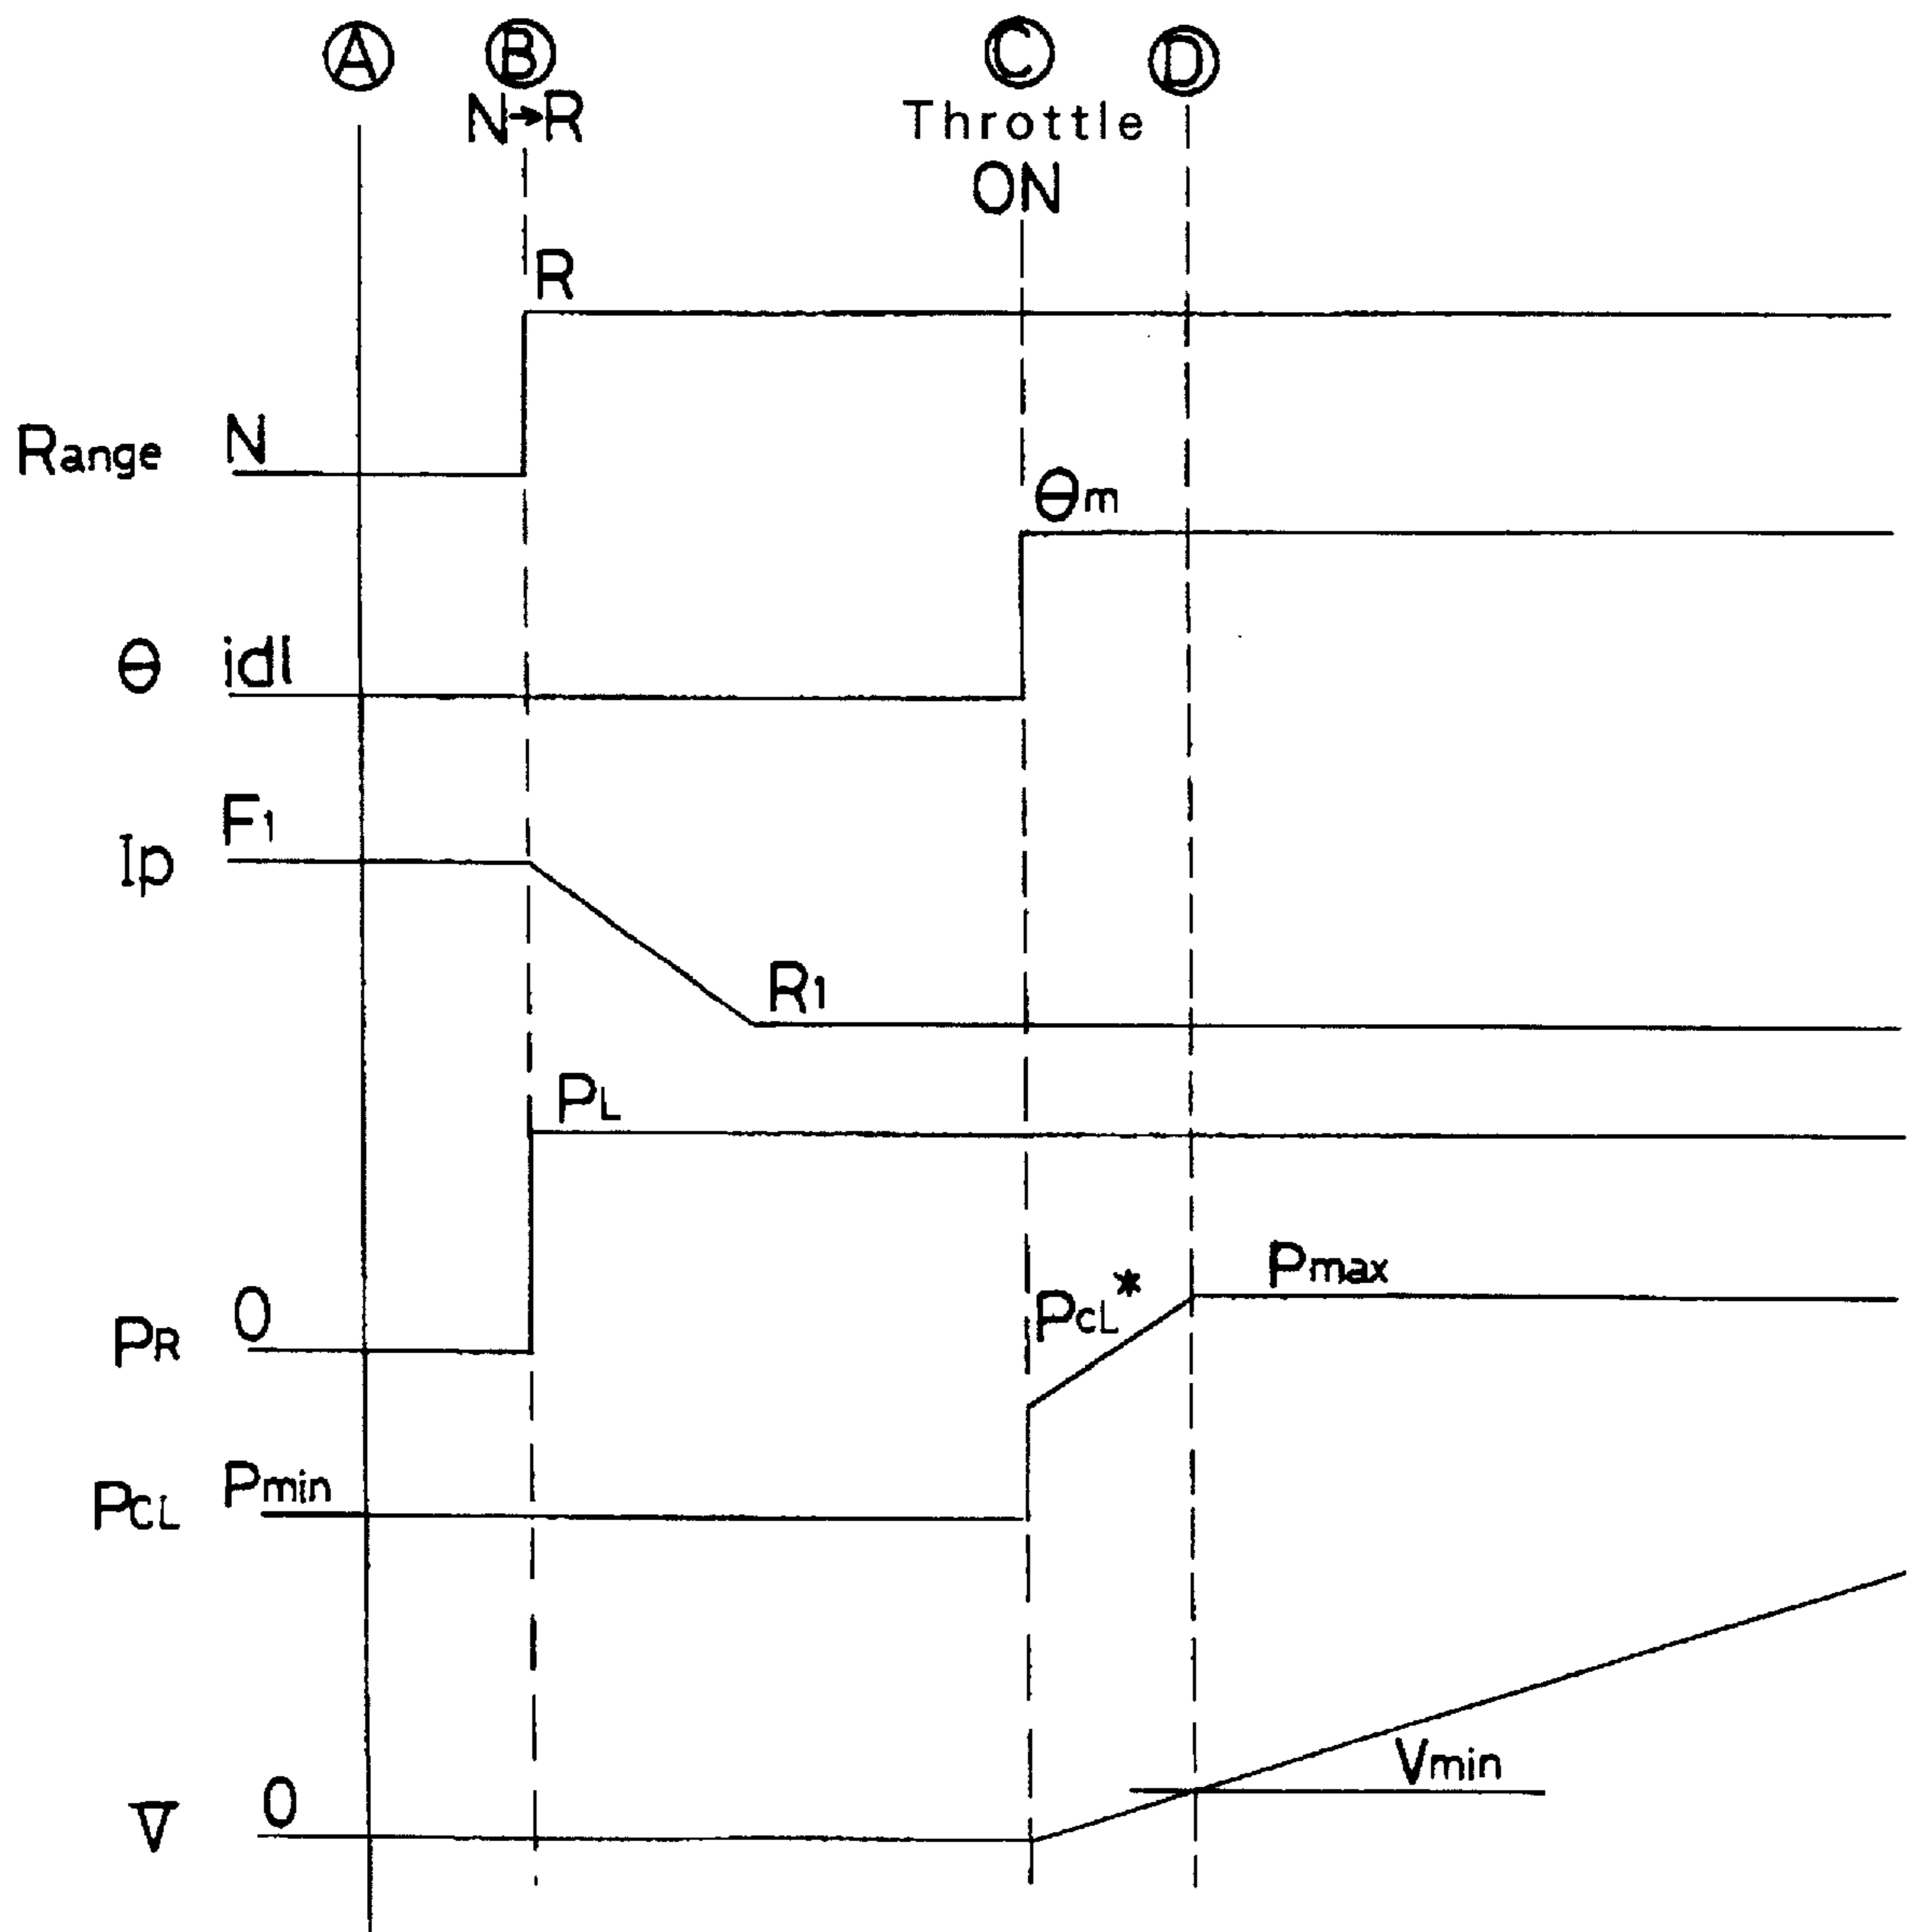 A B C D
N→R
Throttle
ON
R
Range N
θm
θ idl
Ip F1
R1
PL
PR 0
PCL* Pmax
PCL Pmin
V 0
Vmin